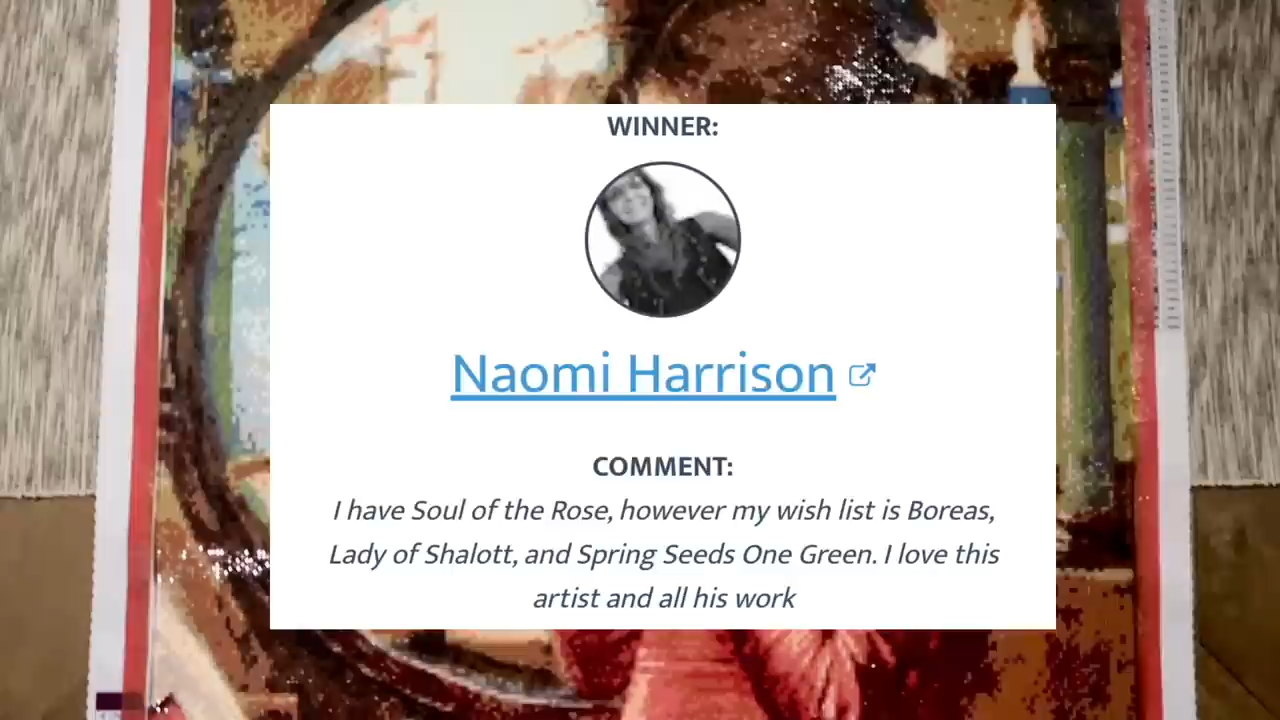 WINNER:
Naomi Harrison
COMMENT:
I have Soul of the Rose, however my wish list is Boreas,
Lady of Shalott, and Spring Seeds One Green. I love this
artist and all his work